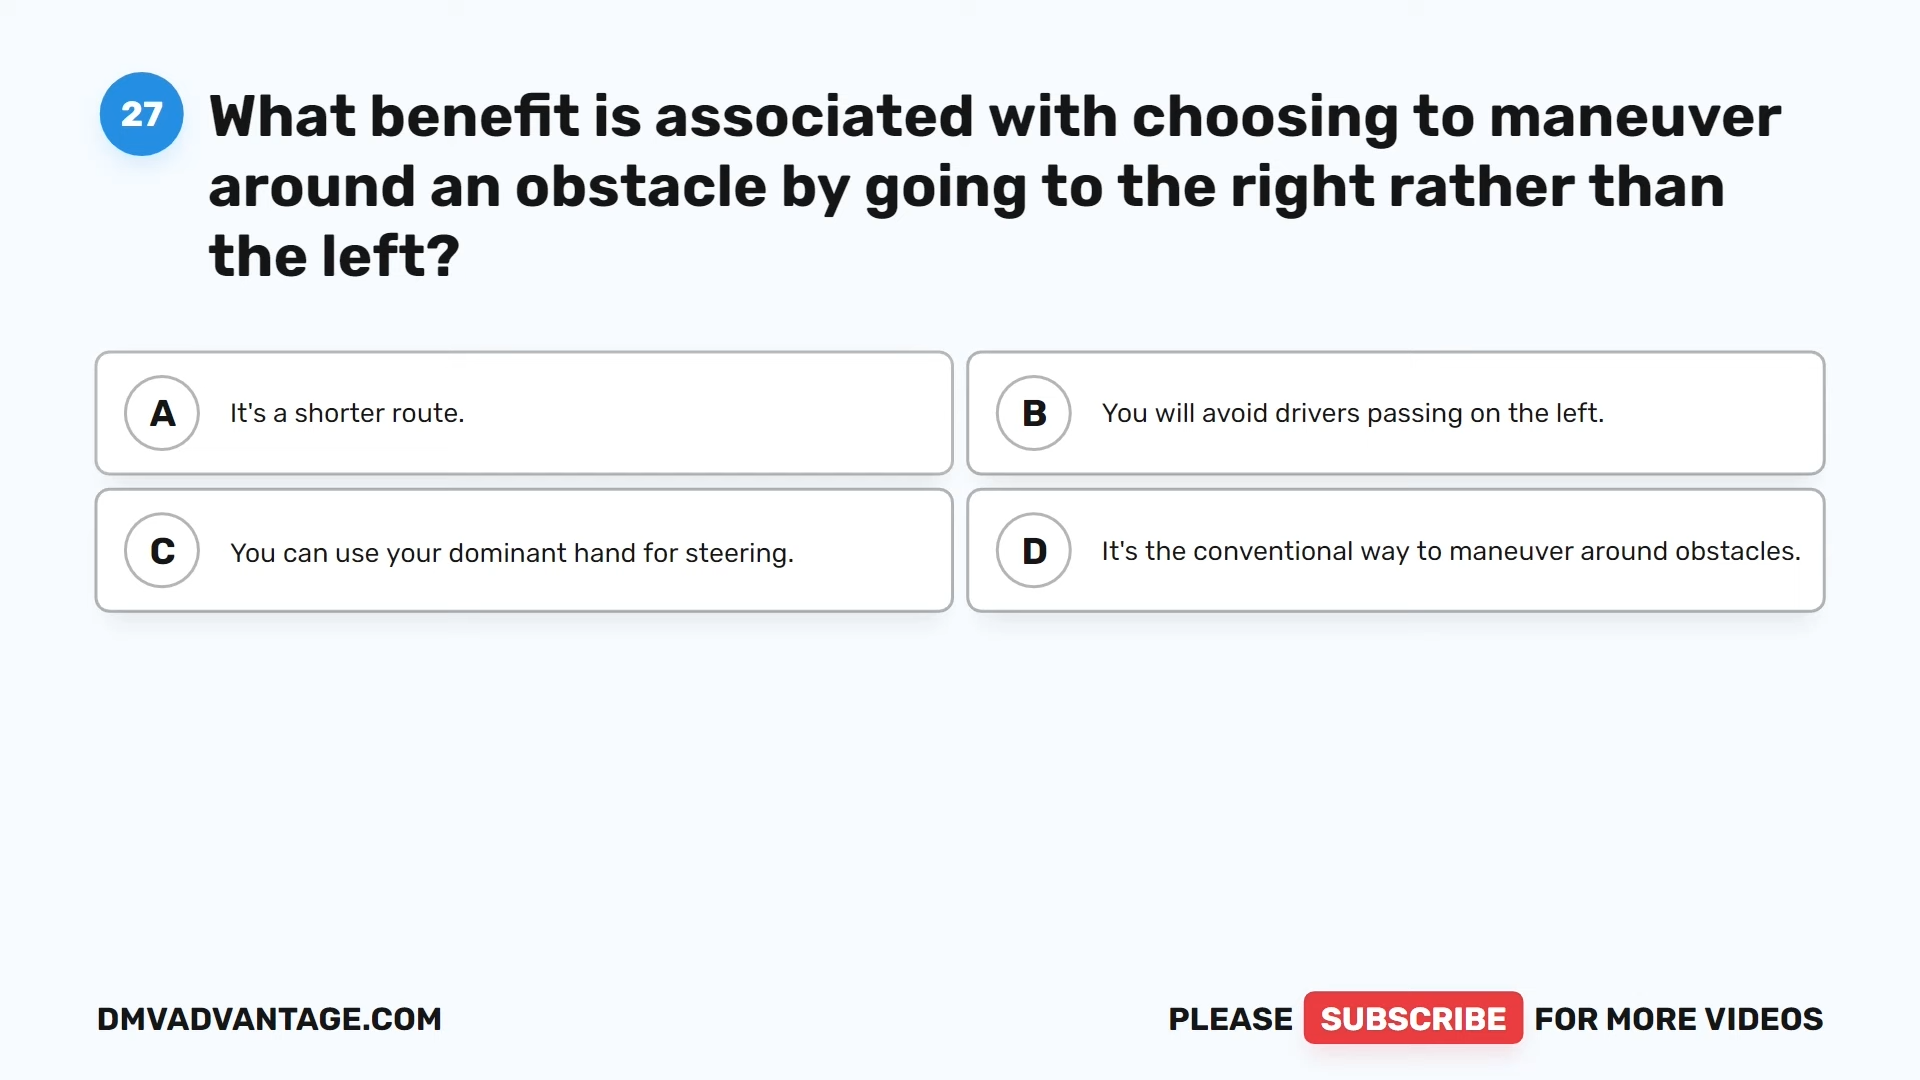 27
What benefit is associated with choosing to maneuver
around an obstacle by going to the right rather than
the left?
A It's a shorter route.
B You will avoid drivers passing on the left.
C You can use your dominant hand for steering.
D It's the conventional way to maneuver around obstacles.
DMVADVANTAGE.COM
PLEASE SUBSCRIBE FOR MORE VIDEOS